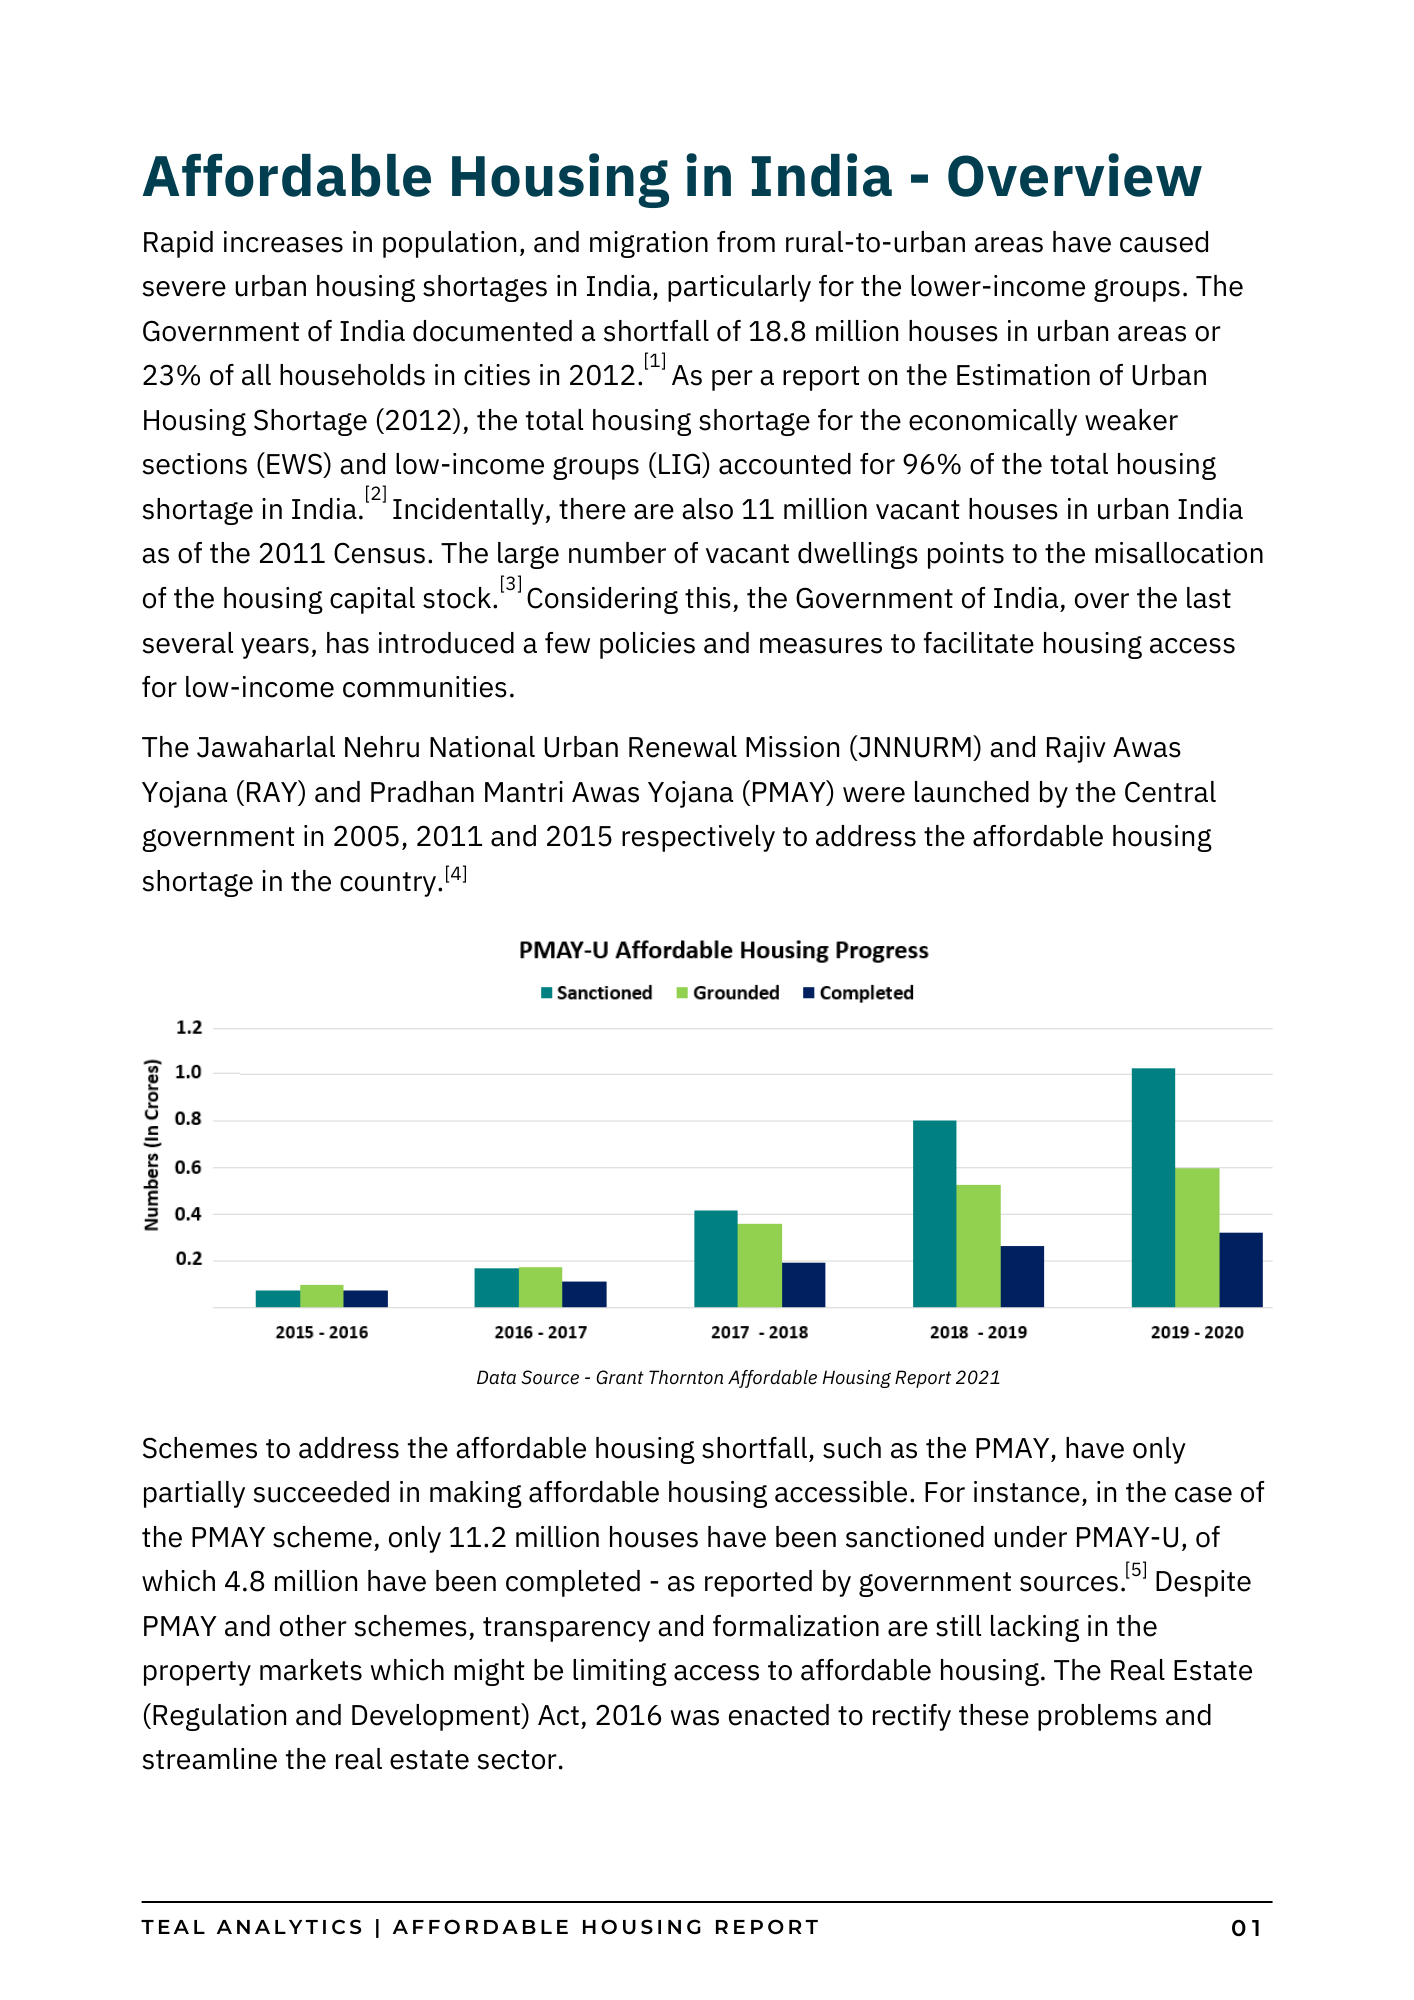 Affordable Housing in India - Overview
Rapid increases in population, and migration from rural-to-urban areas have caused
severe urban housing shortages in India, particularly for the lower-income groups. The
Government of India documented a shortfall of 18.8 million houses in urban areas or
23% of all households in cities in 2012.[1] As per a report on the Estimation of Urban
Housing Shortage (2012), the total housing shortage for the economically weaker
sections (EWS) and low-income groups (LIG) accounted for 96% of the total housing
shortage in India.[2] Incidentally, there are also 11 million vacant houses in urban India
as of the 2011 Census. The large number of vacant dwellings points to the misallocation
of the housing capital stock.[3] Considering this, the Government of India, over the last
several years, has introduced a few policies and measures to facilitate housing access
for low-income communities.
The Jawaharlal Nehru National Urban Renewal Mission (JNNURM) and Rajiv Awas
Yojana (RAY) and Pradhan Mantri Awas Yojana (PMAY) were launched by the Central
government in 2005, 2011 and 2015 respectively to address the affordable housing
shortage in the country.[4]
PMAY-U Affordable Housing Progress
Sanctioned Grounded Completed
Numbers (In Crores)
1.2
1.0
0.8
0.6
0.4
0.2
2015 - 2016 2016 - 2017 2017 - 2018 2018 - 2019 2019 - 2020
Data Source - Grant Thornton Affordable Housing Report 2021
Schemes to address the affordable housing shortfall, such as the PMAY, have only
partially succeeded in making affordable housing accessible. For instance, in the case of
the PMAY scheme, only 11.2 million houses have been sanctioned under PMAY-U, of
which 4.8 million have been completed - as reported by government sources.[5] Despite
PMAY and other schemes, transparency and formalization are still lacking in the
property markets which might be limiting access to affordable housing. The Real Estate
(Regulation and Development) Act, 2016 was enacted to rectify these problems and
streamline the real estate sector.
TEAL ANALYTICS | AFFORDABLE HOUSING REPORT 01